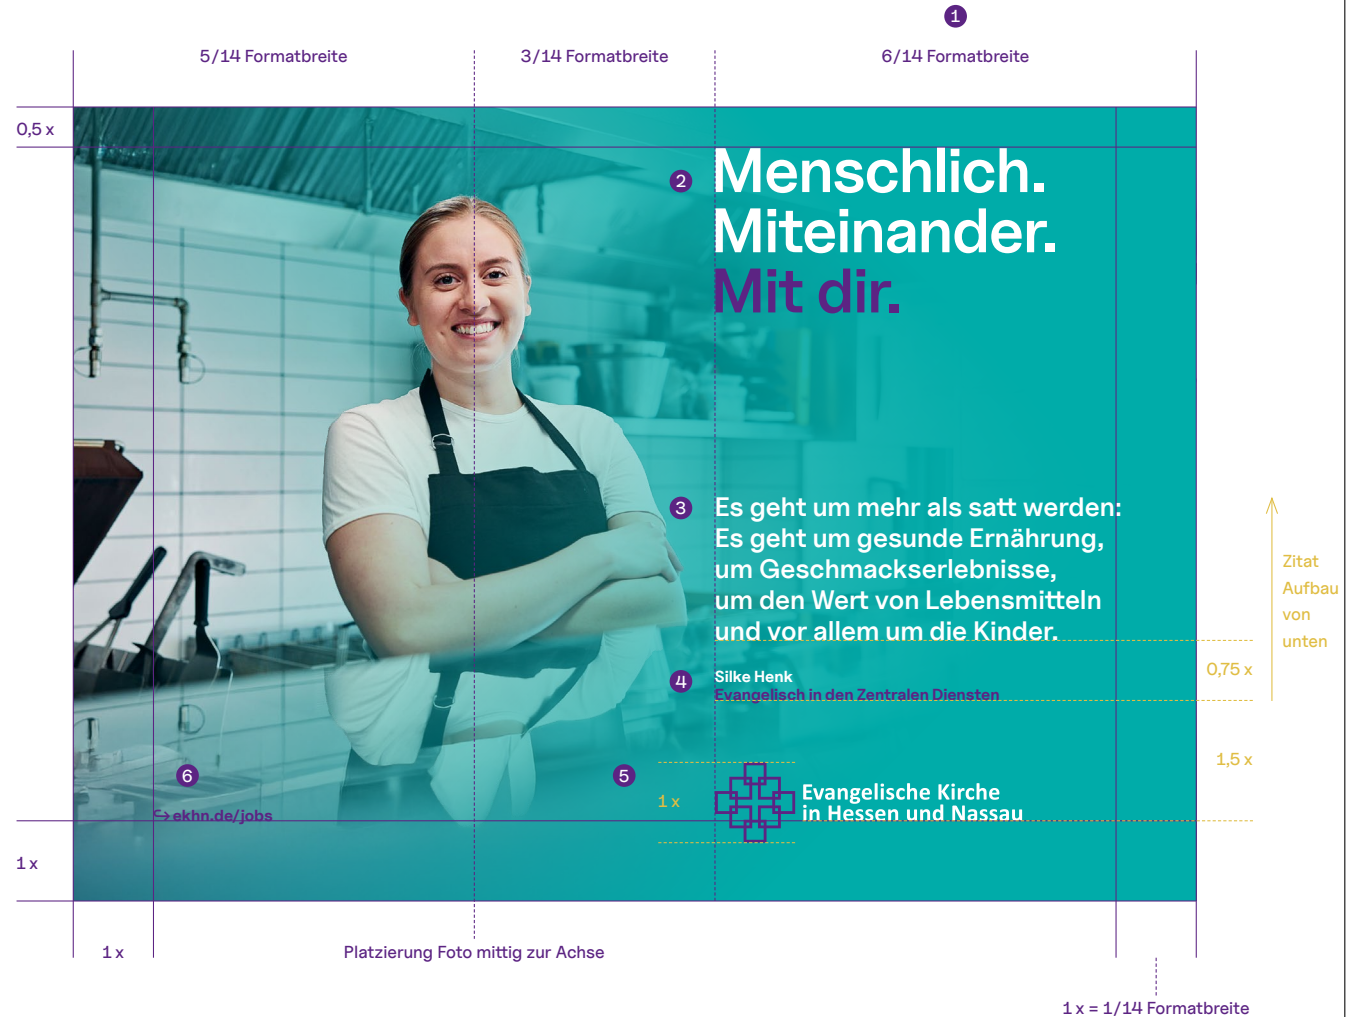 1
5/14 Formatbreite
3/14 Formatbreite
6/14 Formatbreite
0,5 x
2
Menschlich.
Miteinander.
Mit dir.
3
Es geht um mehr als satt werden:
Es geht um gesunde Ernährung,
um Geschmackserlebnisse,
um den Wert von Lebensmitteln
und vor allem um die Kinder.
Zitat
Aufbau
von
unten
0,75 x
4
Silke Henk
Evangelisch in den Zentralen Diensten
1,5 x
6
5
1 x
Evangelische Kirche
in Hessen und Nassau
↪ ekhn.de/jobs
1 x
1 x
Platzierung Foto mittig zur Achse
1 x = 1/14 Formatbreite